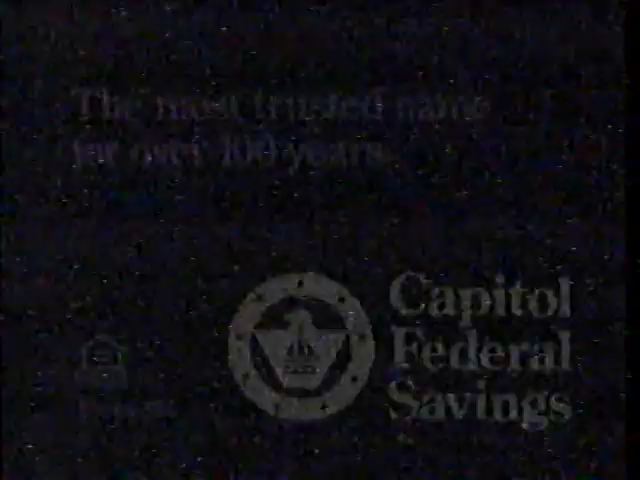 The most trusted name
for over 100 years.
Capitol
Federal
Savings